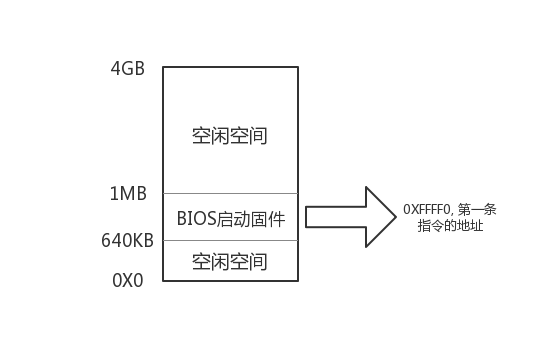 4GB
空闲空间
1MB
BIOS启动固件
0XFFFF0, 第一条
指令的地址
640KB
空闲空间
0X0